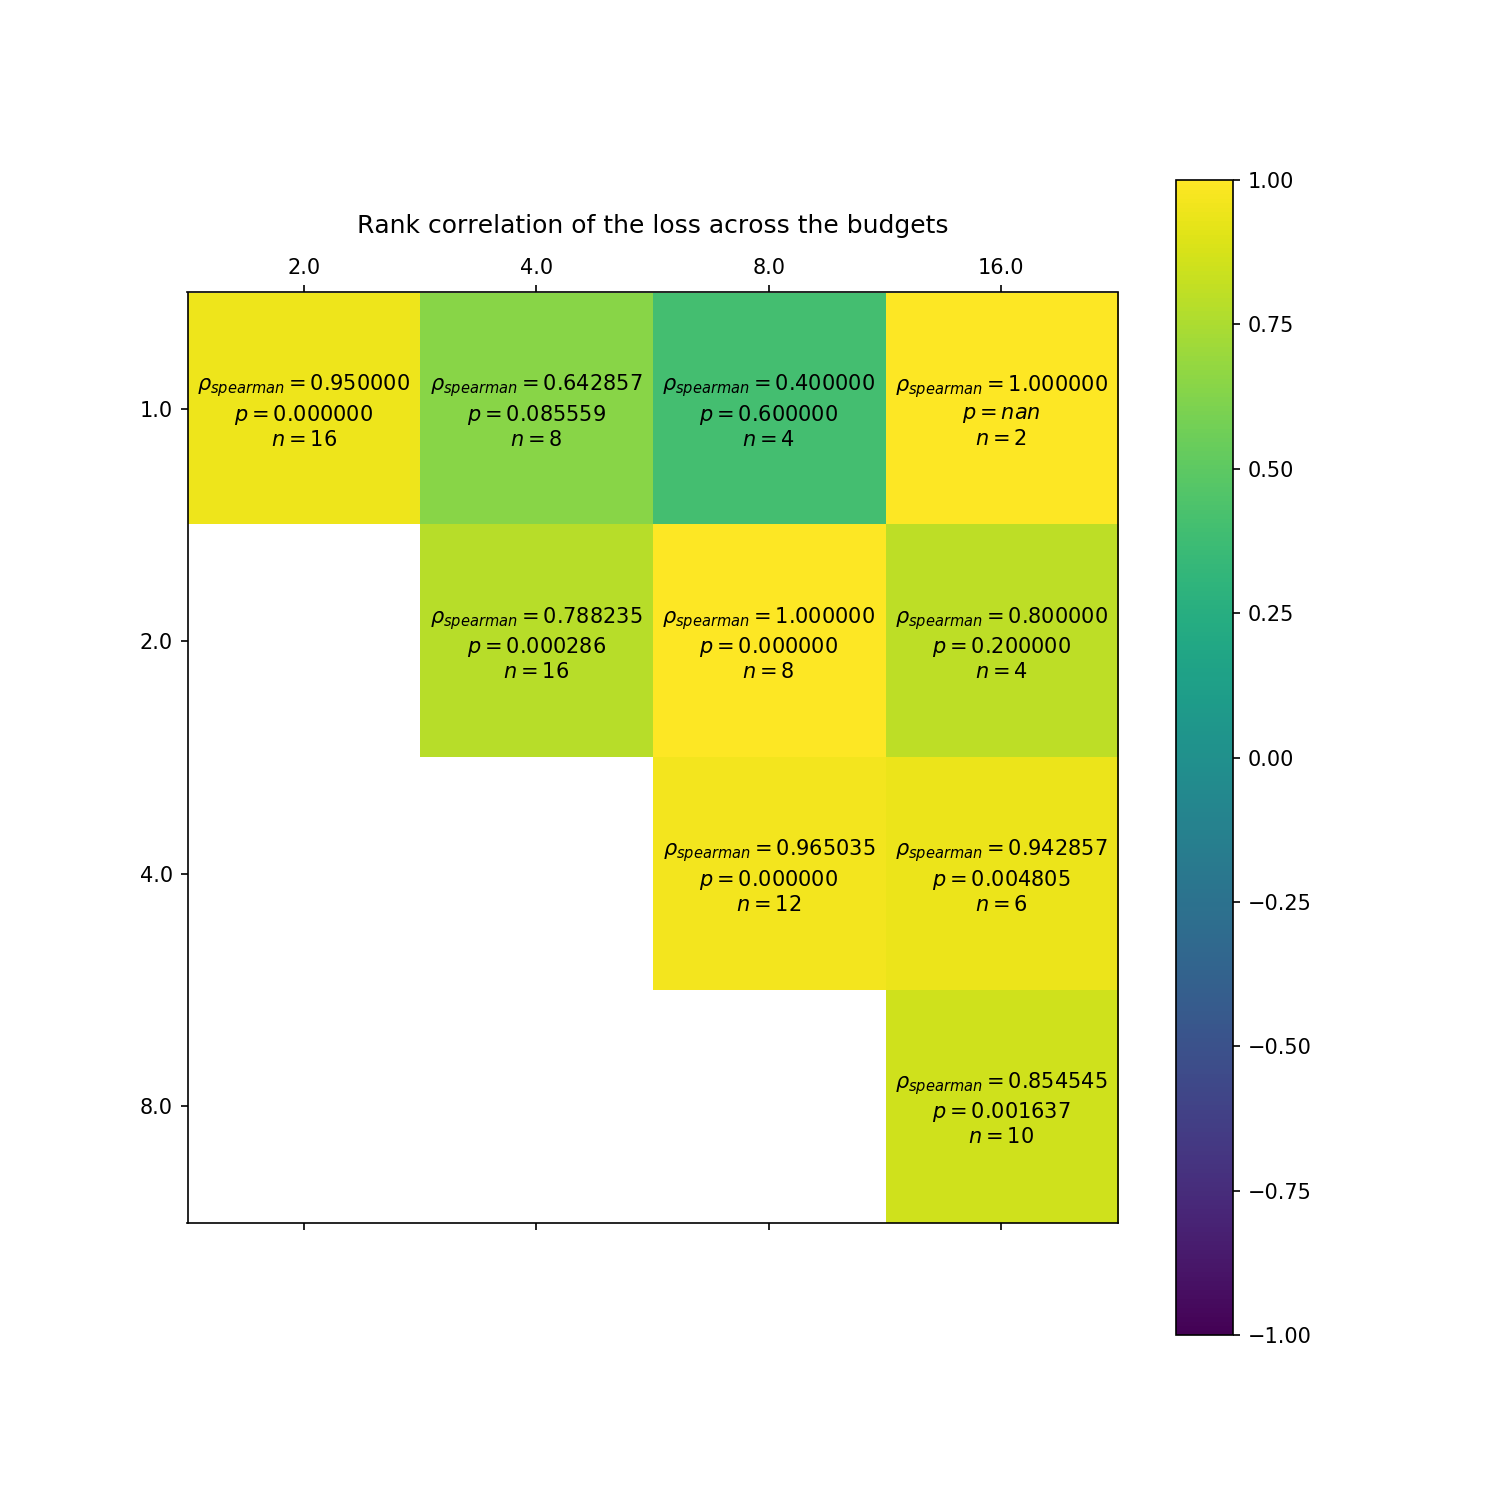 Rank correlation of the loss across the budgets
2.0 4.0 8.0 16.0
1.0
ρspearman = 0.950000
p = 0.000000
n = 16
ρspearman = 0.642857
p = 0.085559
n = 8
ρspearman = 0.400000
p = 0.600000
n = 4
ρspearman = 1.000000
p = nan
n = 2
2.0
ρspearman = 0.788235
p = 0.000286
n = 16
ρspearman = 1.000000
p = 0.000000
n = 8
ρspearman = 0.800000
p = 0.200000
n = 4
4.0
ρspearman = 0.965035
p = 0.000000
n = 12
ρspearman = 0.942857
p = 0.004805
n = 6
8.0
ρspearman = 0.854545
p = 0.001637
n = 10
1.00
0.75
0.50
0.25
0.00
−0.25
−0.50
−0.75
−1.00